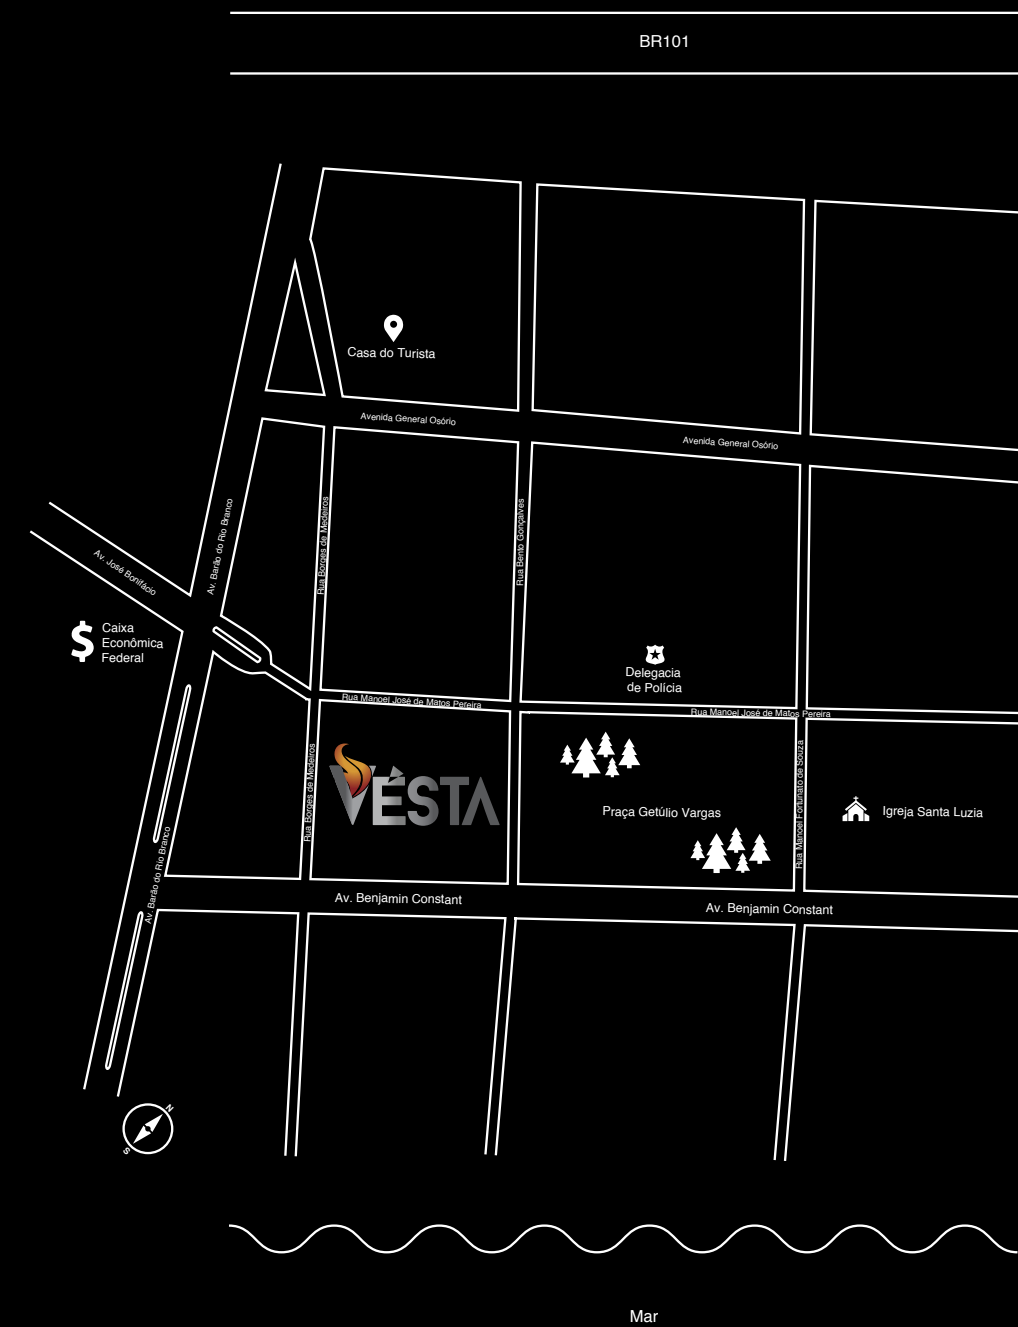 BR101
Casa do Turista
Avenida General Osório
Avenida General Osório
Av. Barão do Rio Branco
Rua Borges de Medeiros
Rua Bento Gonçalves
Av. José Bonifácio
Caixa
Econômica
Federal
Delegacia
de Polícia
Rua Manoel José de Matos Pereira
Rua Manoel José de Matos Pereira
Rua Borges de Medeiros
VÉSTA
Praça Getúlio Vargas
Rua Manoel Fortunato de Souza
Igreja Santa Luzia
Av. Barão do Rio Branco
Av. Benjamin Constant
Av. Benjamin Constant
N
S
Mar